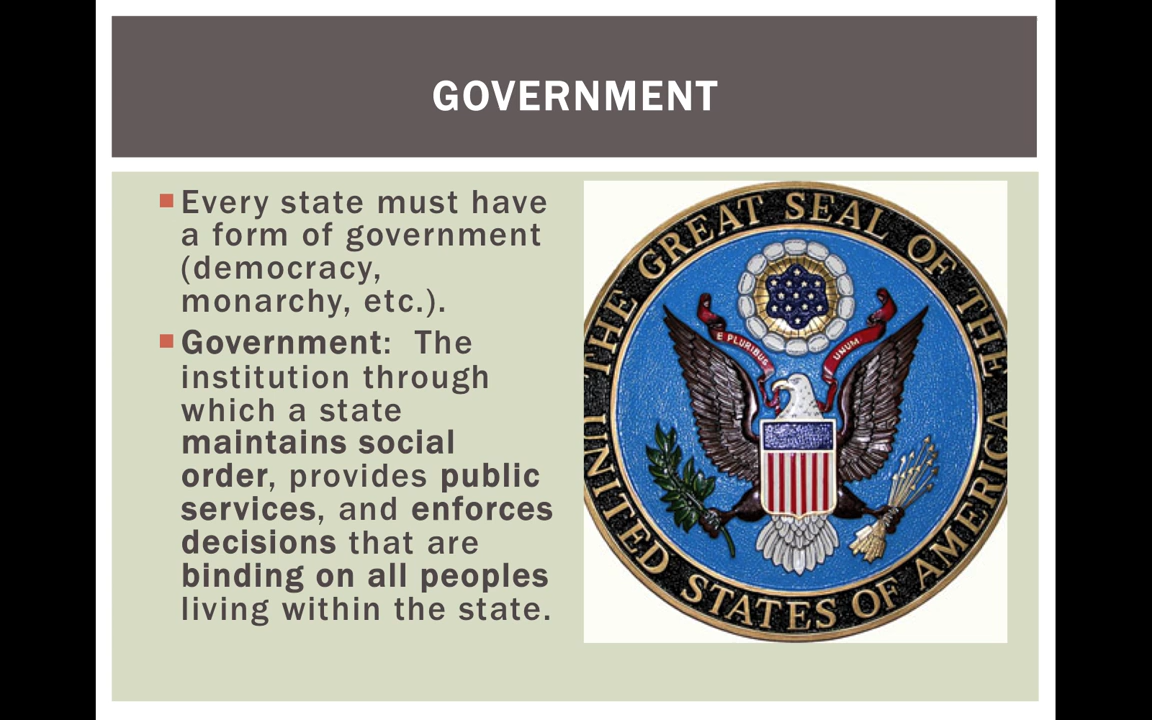 GOVERNMENT
Every state must have
a form of government
(democracy,
monarchy, etc.).
Government:  The
institution through
which a state
maintains social
order, provides public
services, and enforces
decisions that are
binding on all peoples
living within the state.
THE GREAT SEAL OF THE
UNITED STATES OF AMERICA
E PLURIBUS
UNUM